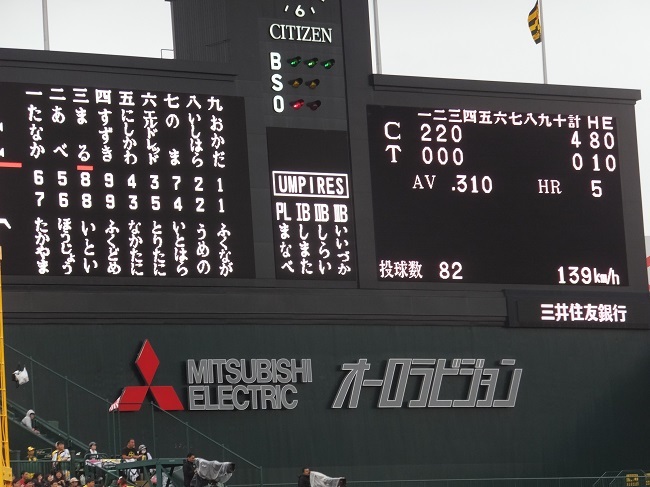 CITIZEN
B
S
O
一たなか 6 7 たかやま
二あべ 5 6 ほうじょう
三まる 8 8 いとい
四すずき 9 9 ふくどめ
五にしかわ 4 3 なかたに
六エルドレッド 3 5 とりたに
七のま 7 4 いとはら
八いしはら 2 2 うめの
九おかだ 1 1 ふくなが
UMPIRES
PL まなべ
ⅠB しまた
ⅡB しらい
ⅢB いいづか
一二三四五六七八九十計HE
C 220 4 8 0
T 000 0 1 0
AV .310 HR 5
投球数 82 139km/h
三井住友銀行
MITSUBISHI
ELECTRIC
オーロラビジョン